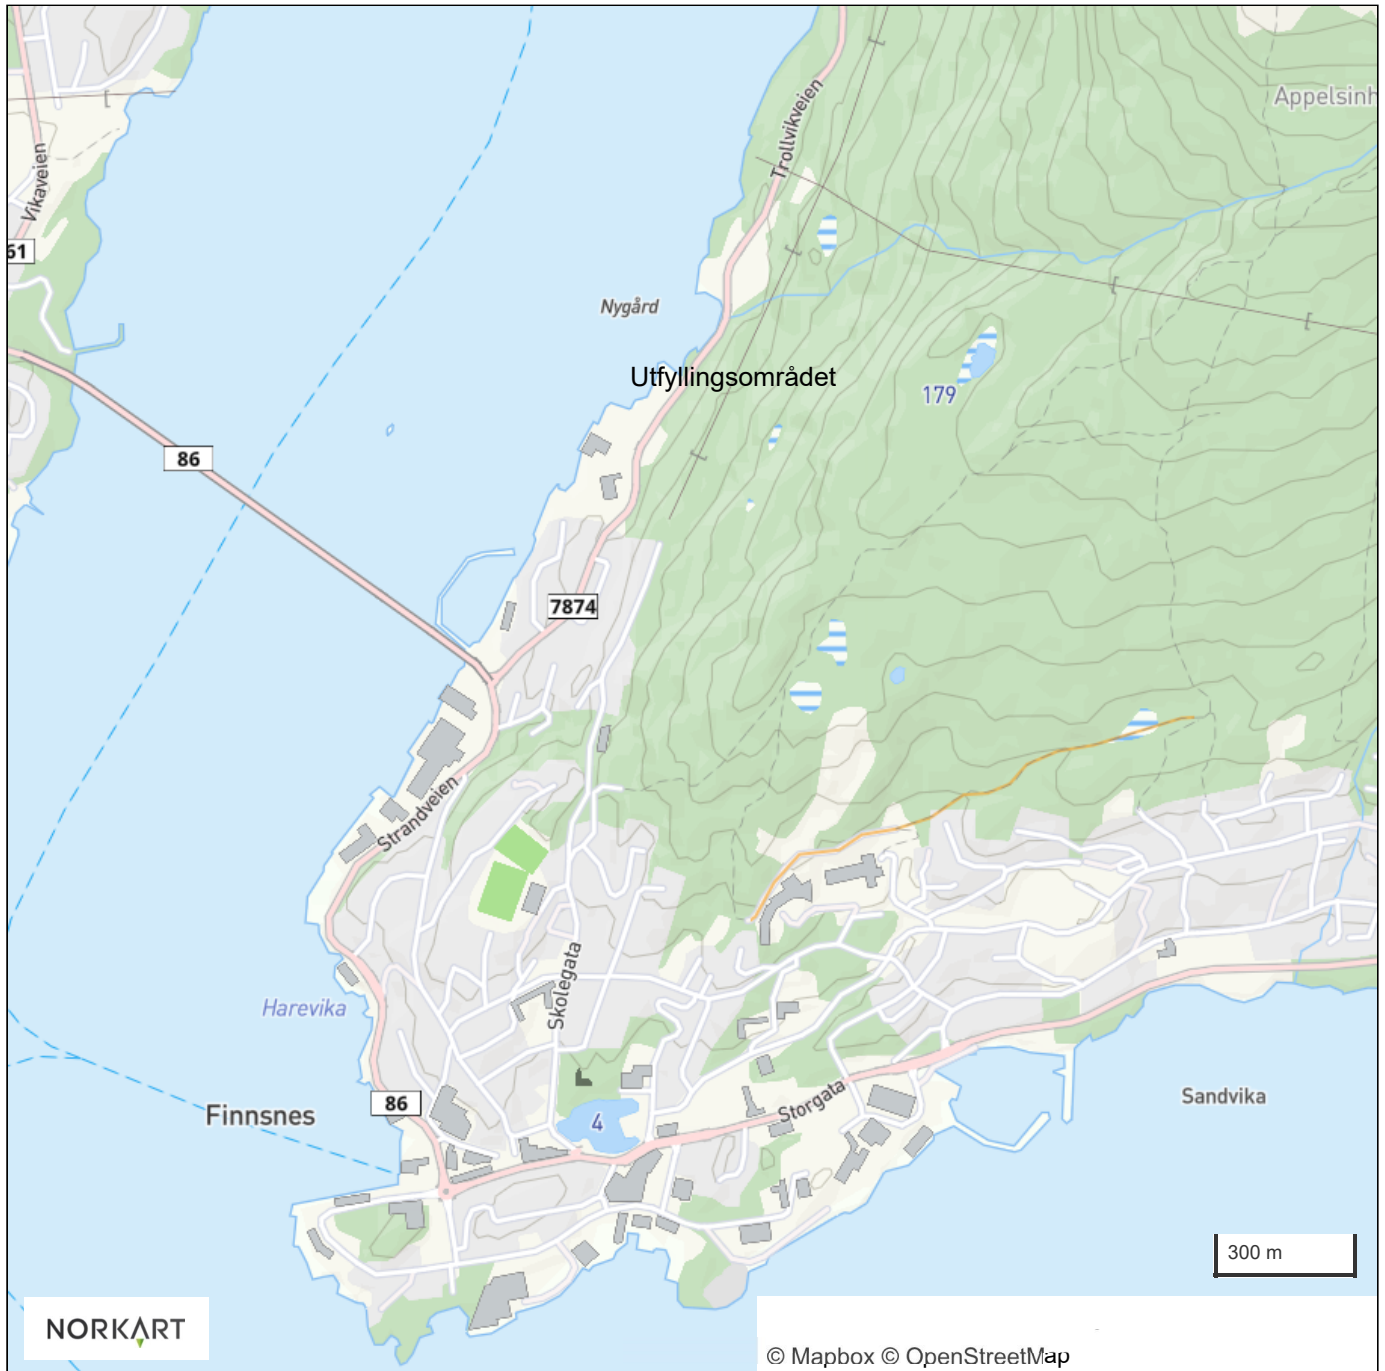 Appelsinh
Trollvikveien
Vikaveien
61
Nygård
Utfyllingsområdet
179
86
7874
Strandveien
Skolegata
Harevika
86
Finnsnes
4
Storgata
Sandvika
300 m
NORKART
© Mapbox © OpenStreetMap